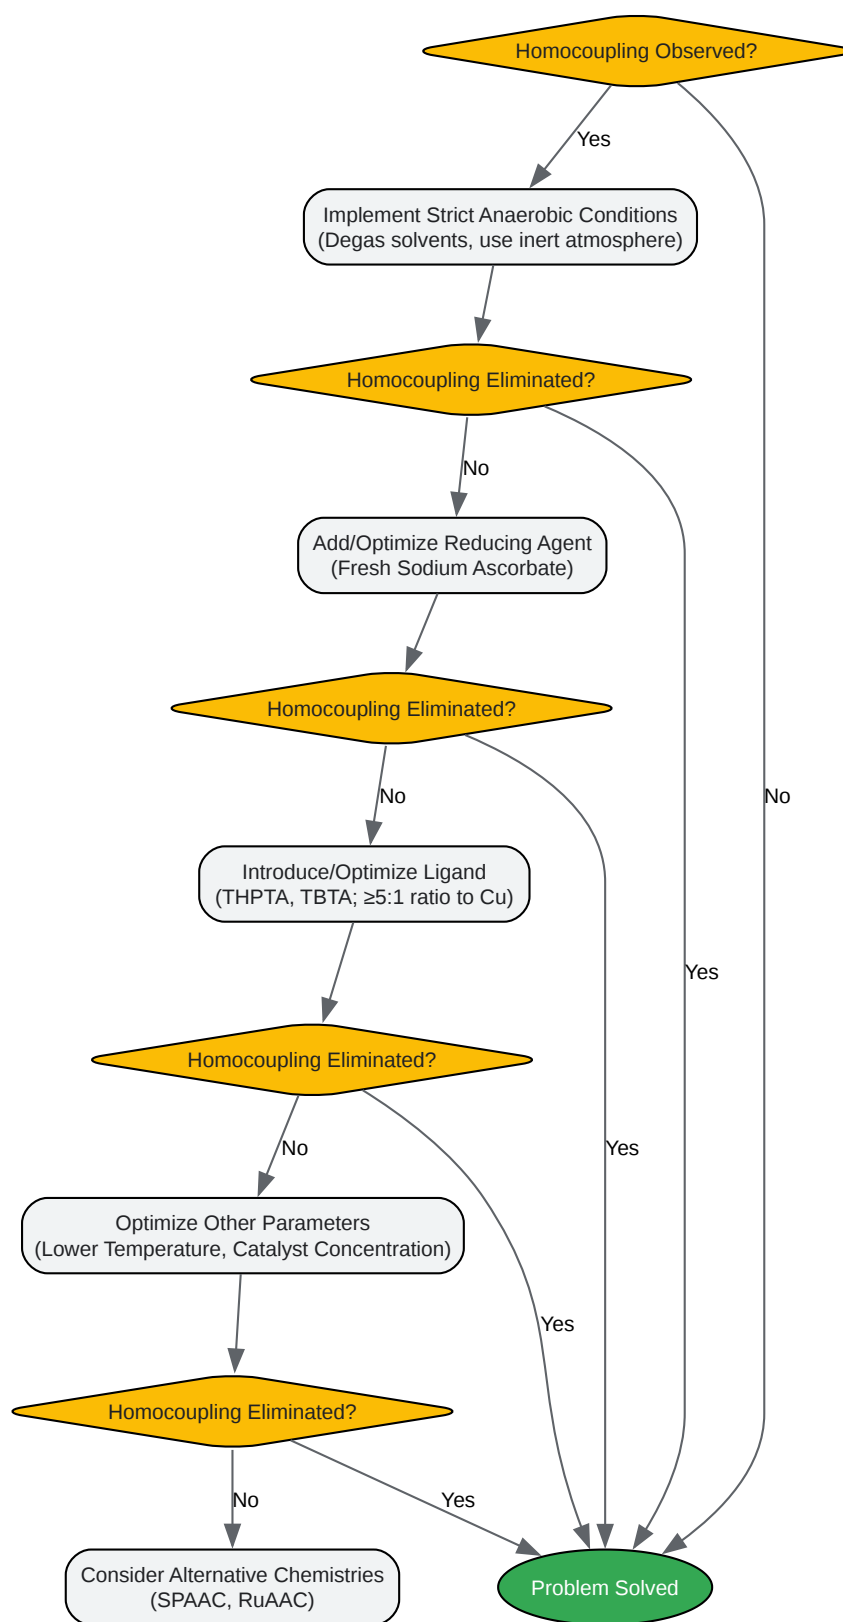 Homocoupling Observed?
Yes
Implement Strict Anaerobic Conditions
(Degas solvents, use inert atmosphere)
Homocoupling Eliminated?
No
Add/Optimize Reducing Agent
(Fresh Sodium Ascorbate)
Homocoupling Eliminated?
No
No
Introduce/Optimize Ligand
(THPTA, TBTA; ≥5:1 ratio to Cu)
Yes
Homocoupling Eliminated?
No
Yes
Optimize Other Parameters
(Lower Temperature, Catalyst Concentration)
Yes
Homocoupling Eliminated?
No
Yes
Consider Alternative Chemistries
(SPAAC, RuAAC)
Problem Solved